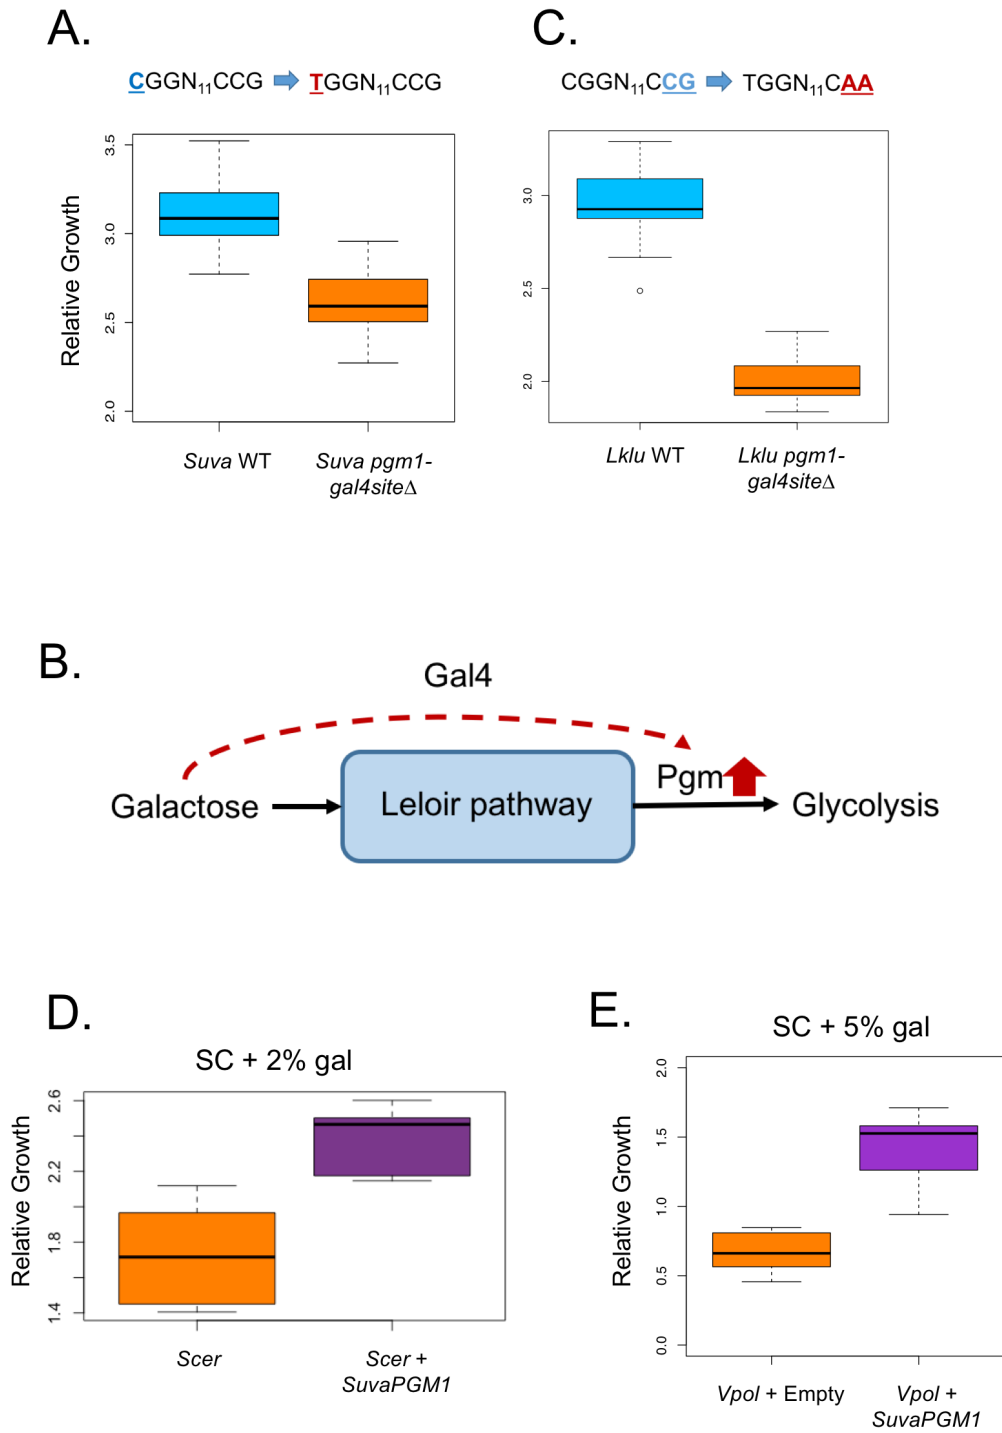 A.
CGGN11CCG TGGN11CCG
Relative Growth
3.5
3.0
2.5
2.0
Suva WT
Suva pgm1-
gal4siteΔ
C.
CGGN11CCG TGGN11CAA
3.0
2.5
2.0
Lklu WT
Lklu pgm1-
gal4siteΔ
B.
Gal4
Galactose
Leloir pathway
Pgm
Glycolysis
D.
SC + 2% gal
Relative Growth
2.6
2.2
1.8
1.4
Scer
Scer +
SuvaPGM1
E.
SC + 5% gal
Relative Growth
2.0
1.5
1.0
0.5
0.0
Vpol + Empty
Vpol +
SuvaPGM1